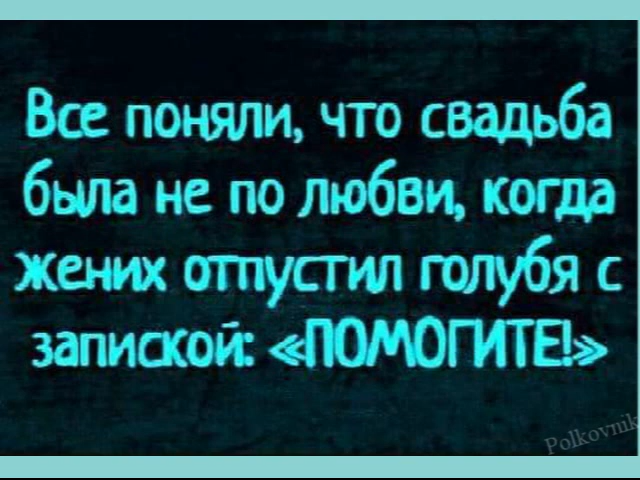 Все поняли, что свадьба
была не по любви, когда
жених отпустил голубя с
запиской: «ПОМОГИТЕ!»
Polkovnik